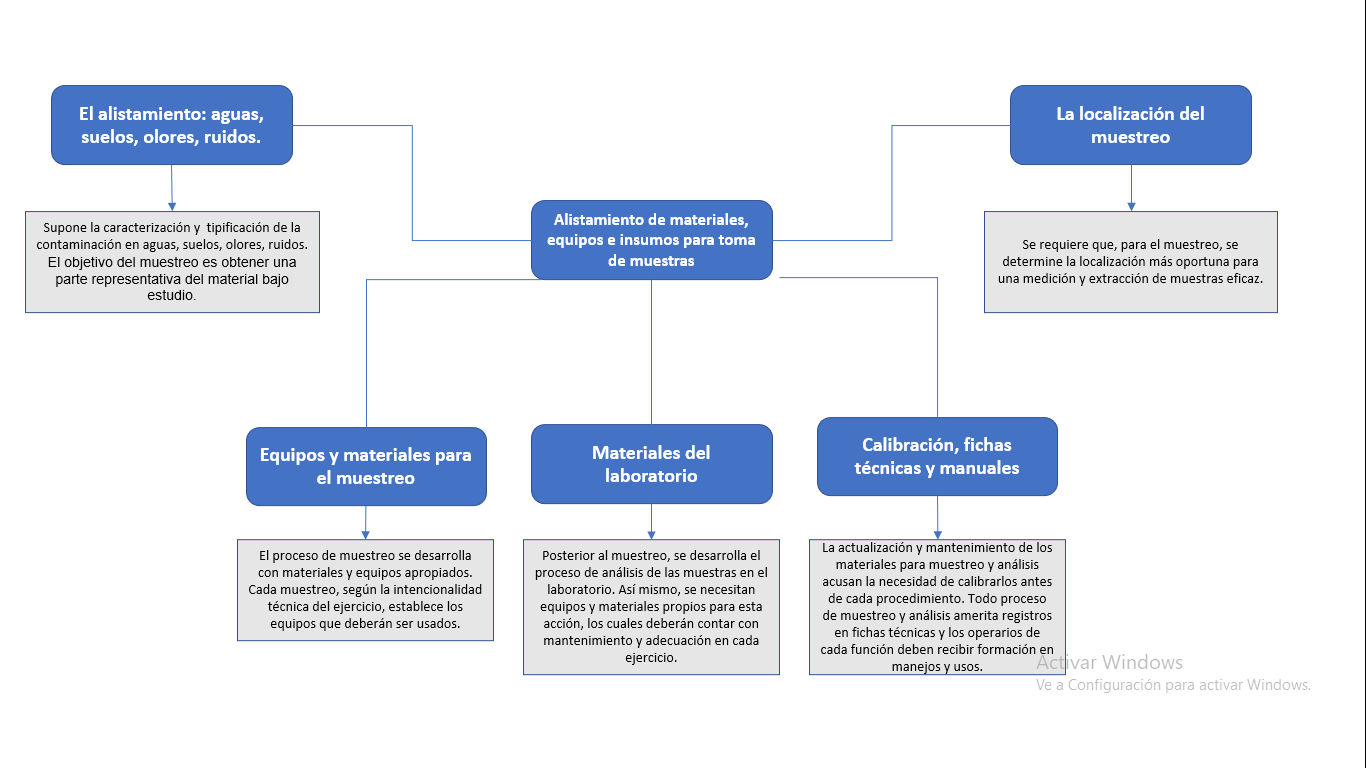 El alistamiento: aguas,
suelos, olores, ruidos.
Supone la caracterización y tipificación de la
contaminación en aguas, suelos, olores, ruidos.
El objetivo del muestreo es obtener una
parte representativa del material bajo
estudio.
Alistamiento de materiales,
equipos e insumos para toma
de muestras
La localización del
muestreo
Se requiere que, para el muestreo, se
determine la localización más oportuna para
una medición y extracción de muestras eficaz.
Equipos y materiales para
el muestreo
El proceso de muestreo se desarrolla
con materiales y equipos apropiados.
Cada muestreo, según la intencionalidad
técnica del ejercicio, establece los
equipos que deberán ser usados.
Materiales del
laboratorio
Posterior al muestreo, se desarrolla el
proceso de análisis de las muestras en el
laboratorio. Así mismo, se necesitan
equipos y materiales propios para esta
acción, los cuales deberán contar con
mantenimiento y adecuación en cada
ejercicio.
Calibración, fichas
técnicas y manuales
La actualización y mantenimiento de los
materiales para muestreo y análisis
acusan la necesidad de calibrarlos antes
de cada procedimiento. Todo proceso
de muestreo y análisis amerita registros
en fichas técnicas y los operarios de
cada función deben recibir formación en
manejos y usos.
Activar Windows
Ve a Configuración para activar Windows.